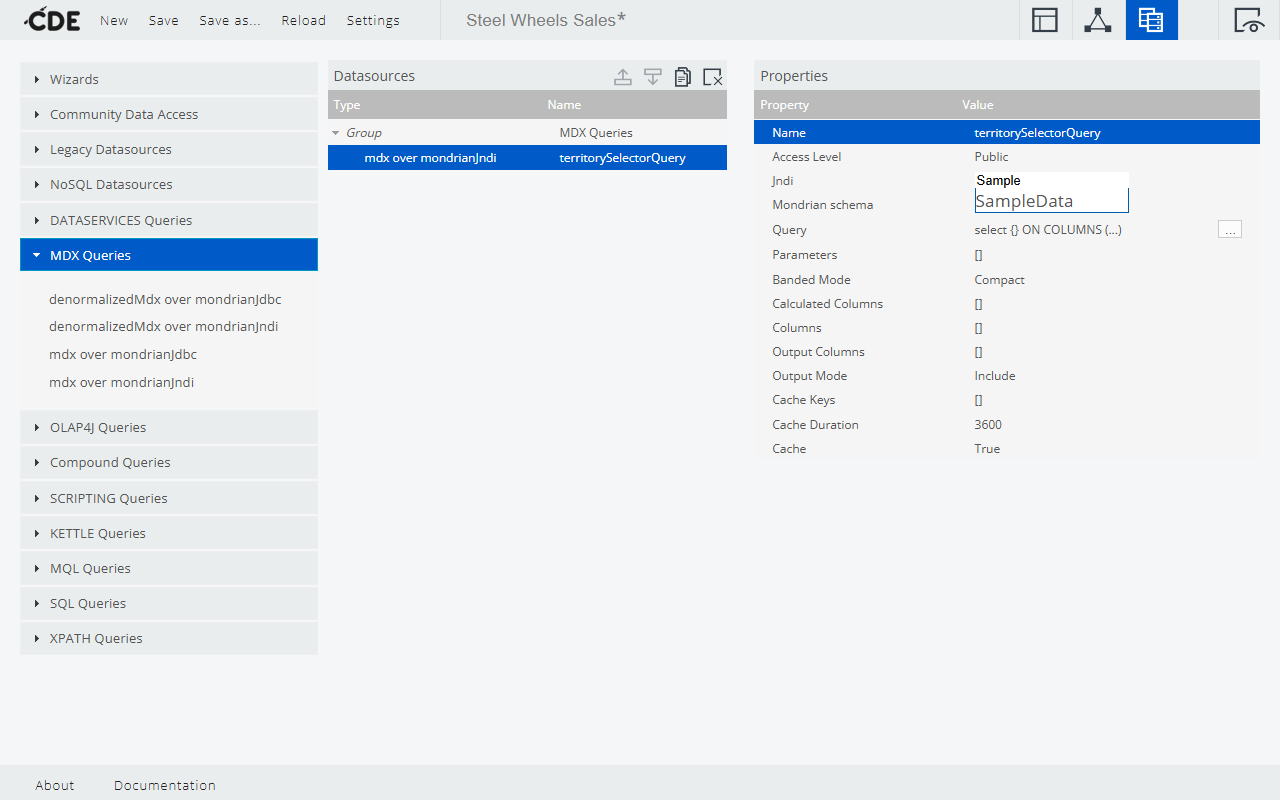 CDE New Save Save as... Reload Settings Steel Wheels Sales*
Wizards
Community Data Access
Legacy Datasources
NoSQL Datasources
DATASERVICES Queries
MDX Queries
denormalizedMdx over mondrianJdbc
denormalizedMdx over mondrianJndi
mdx over mondrianJdbc
mdx over mondrianJndi
OLAP4J Queries
Compound Queries
SCRIPTING Queries
KETTLE Queries
MQL Queries
SQL Queries
XPATH Queries
Datasources
Type Name
Group MDX Queries
mdx over mondrianJndi territorySelectorQuery
Properties
Property Value
Name territorySelectorQuery
Access Level Public
Jndi Sample
Mondrian schema SampleData
Query select {} ON COLUMNS (...) ...
Parameters []
Banded Mode Compact
Calculated Columns []
Columns []
Output Columns []
Output Mode Include
Cache Keys []
Cache Duration 3600
Cache True
About Documentation